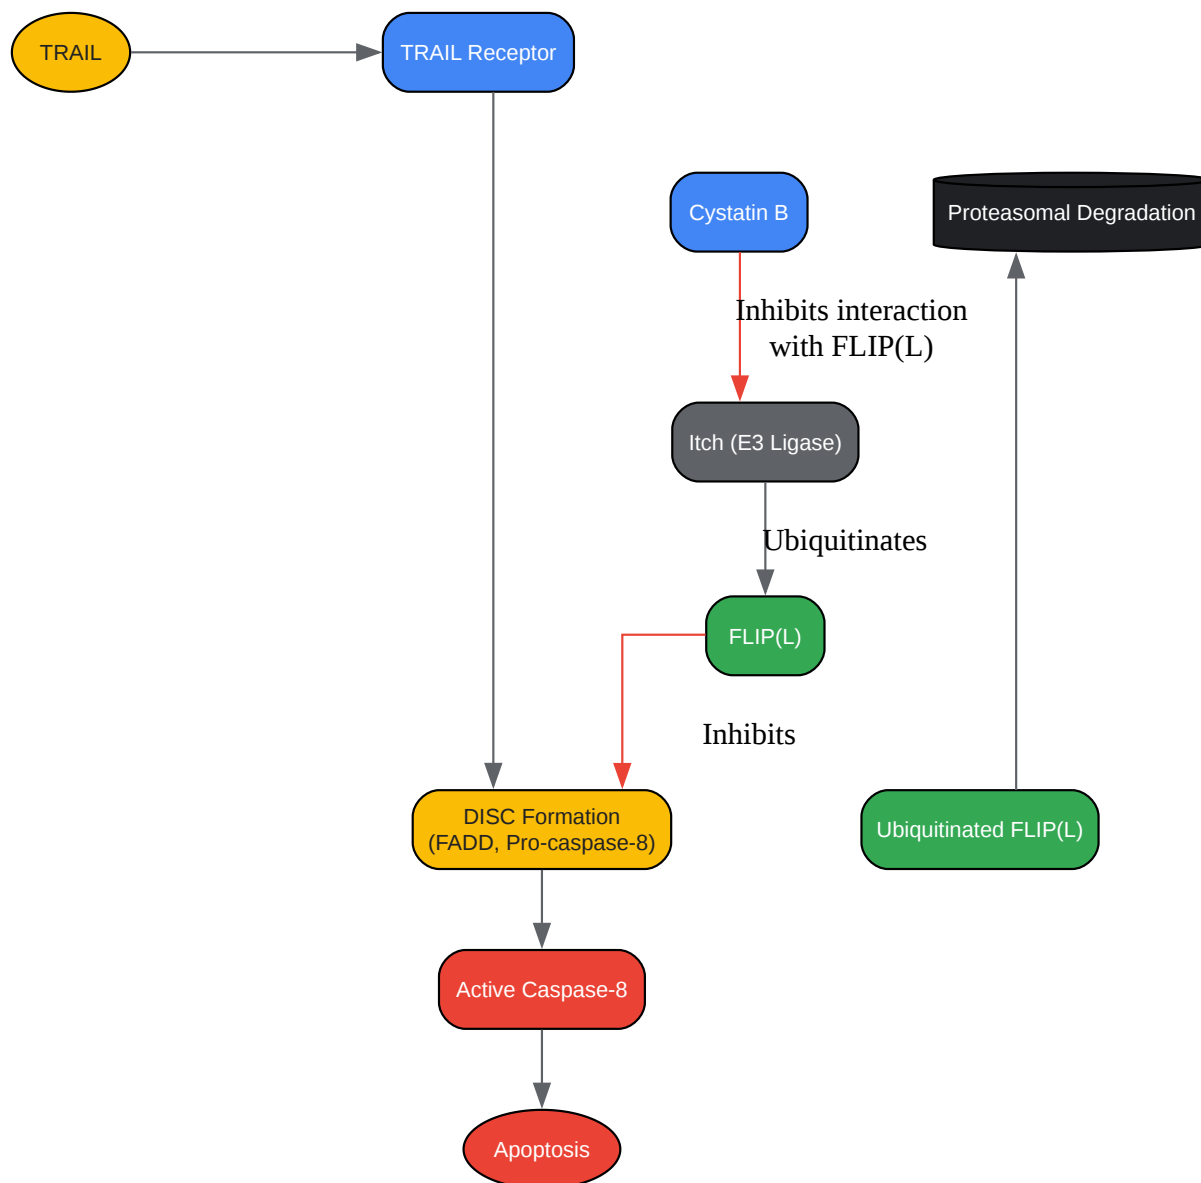 TRAIL
TRAIL Receptor
Cystatin B
Proteasomal Degradation
Inhibits interaction
with FLIP(L)
Itch (E3 Ligase)
Ubiquitinates
FLIP(L)
Inhibits
DISC Formation
(FADD, Pro-caspase-8)
Ubiquitinated FLIP(L)
Active Caspase-8
Apoptosis